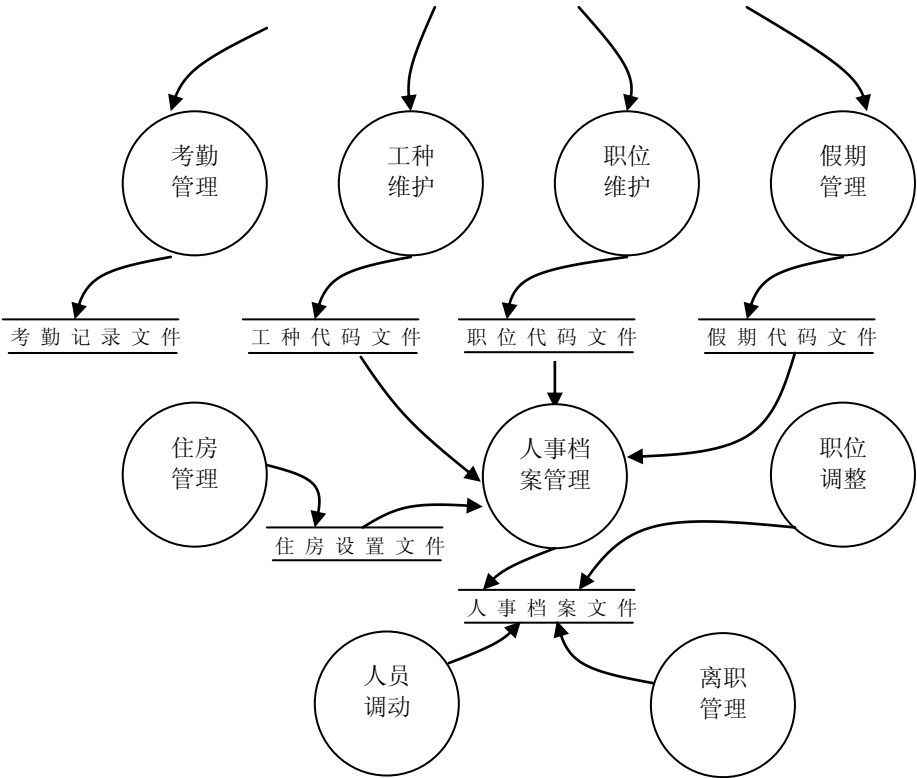 考勤
管理
工种
维护
职位
维护
假期
管理
考勤记录文件
工种代码文件
职位代码文件
假期代码文件
住房
管理
人事档
案管理
职位
调整
住房设置文件
人事档案文件
人员
调动
离职
管理